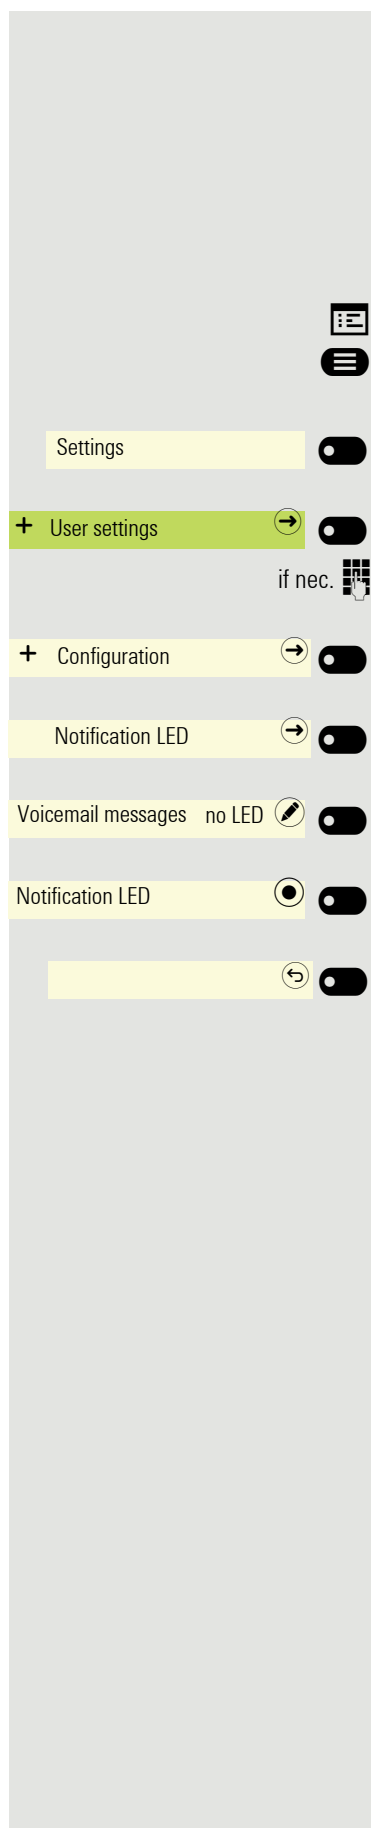 Settings
+ User settings
if nec.
+ Configuration
Notification LED
Voicemail messages no LED
Notification LED